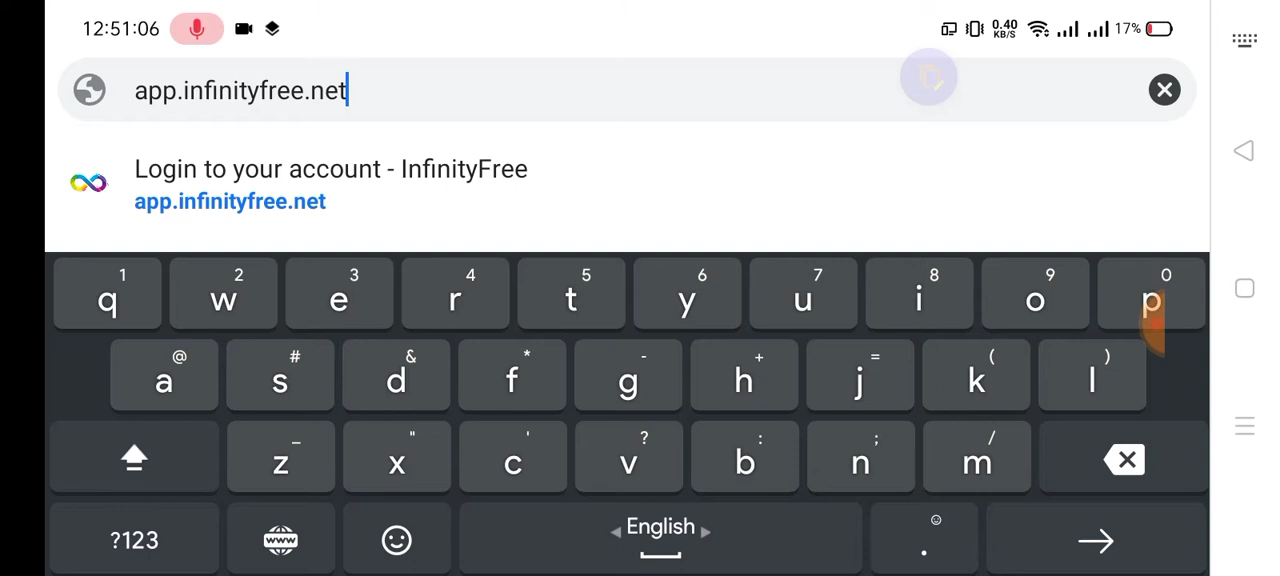 12:51:06 0.40 KB/S 17%
app.infinityfree.net
Login to your account - InfinityFree
app.infinityfree.net
1 2 3 4 5 6 7 8 9 0
q w e r t y u i o p
@ # & * - + = ( )
a s d f g h j k l
_ " ' ? : ; /
z x c v b n m
?123 www English .